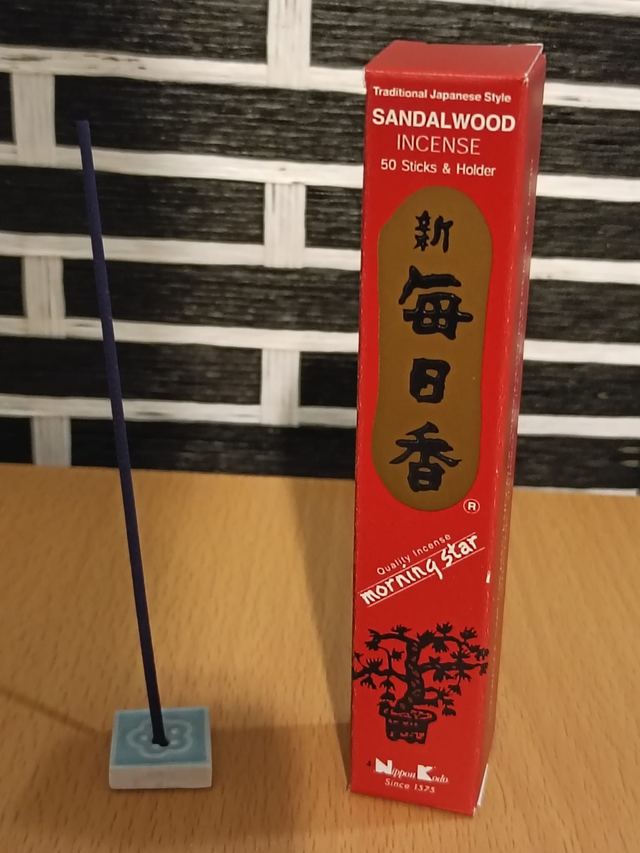 Traditional Japanese Style
SANDALWOOD
INCENSE
50 Sticks & Holder
新
毎
日
香
®
Quality Incense
morning star
Nippon Kodo
Since 1575